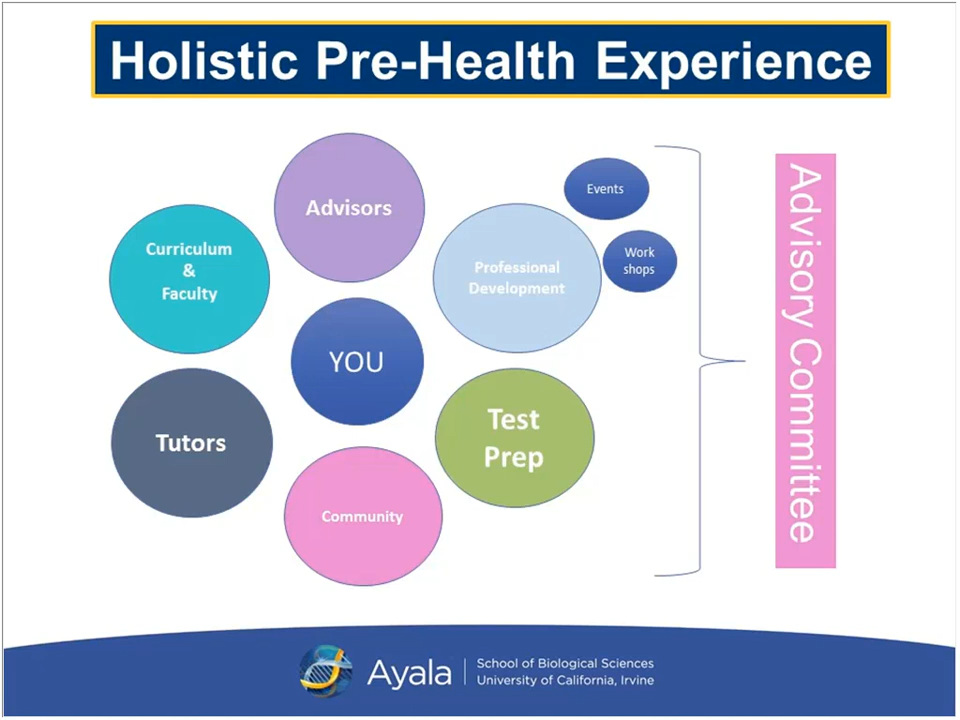 Holistic Pre-Health Experience
Advisors
Curriculum
&
Faculty
Professional
Development
Events
Work
shops
YOU
Tutors
Test
Prep
Community
Advisory Committee
Ayala
School of Biological Sciences
University of California, Irvine